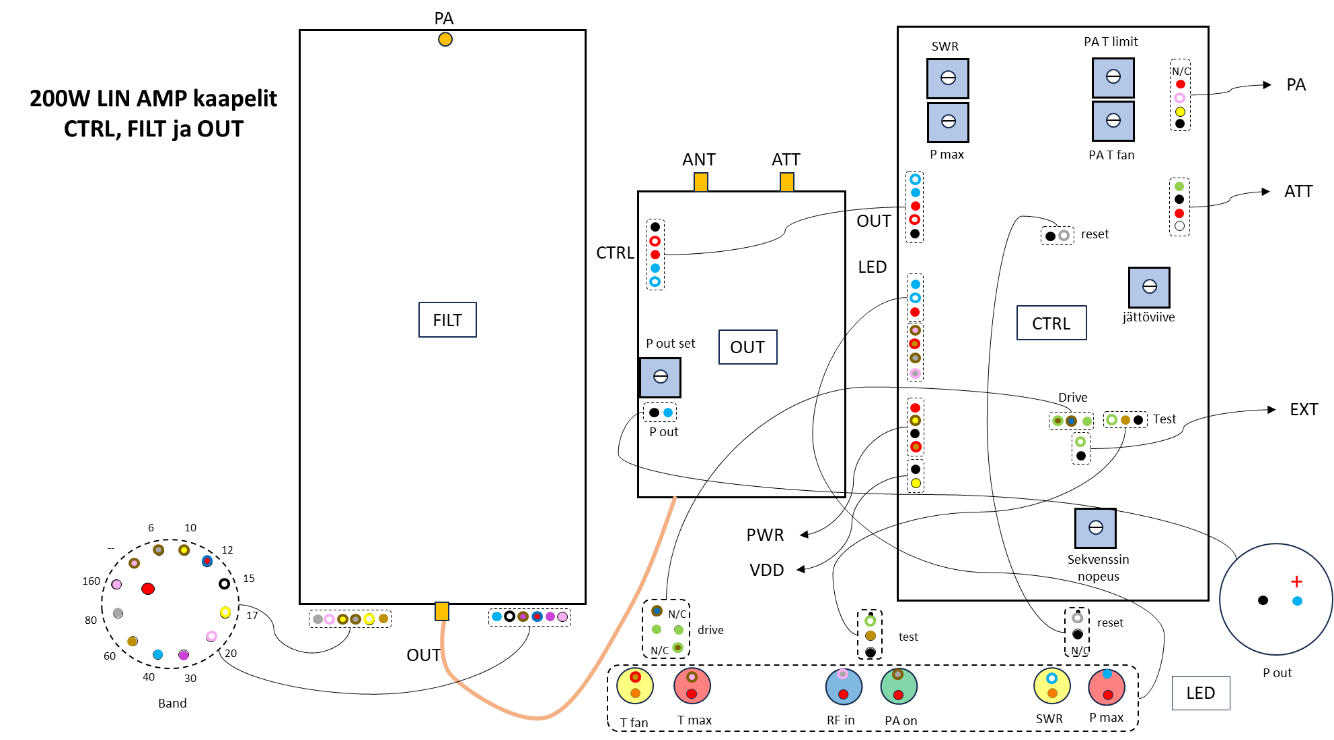 PA
200W LIN AMP kaapelit
CTRL, FILT ja OUT
FILT
OUT
ANT
ATT
CTRL
P out set
OUT
P out
SWR
P max
PA T limit
PA T fan
N/C
PA
ATT
OUT
LED
reset
jättöviive
CTRL
Drive
Test
EXT
PWR
VDD
Sekvenssin
nopeus
+
P out
--
6
10
12
15
17
20
30
40
60
80
160
Band
N/C
drive
N/C
test
reset
N/C
T fan
T max
RF in
PA on
SWR
P max
LED